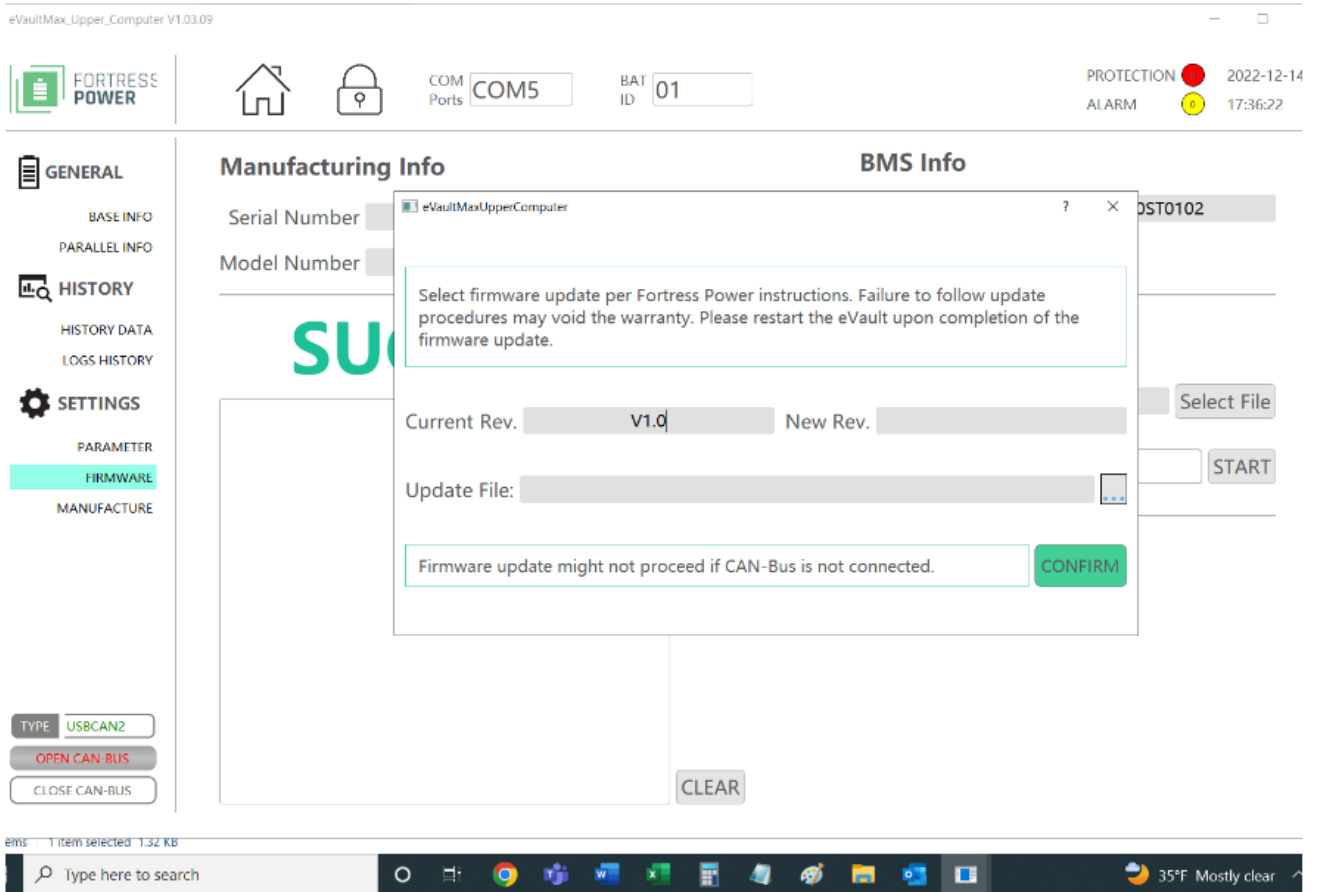 eVaultMax_Upper_Computer V1.03.09
FORTRESS
POWER
COM
Ports
COM5
BAT
ID
01
PROTECTION
0
2022-12-14
ALARM
0
17:36:22
GENERAL
BASE INFO
PARALLEL INFO
HISTORY
HISTORY DATA
LOGS HISTORY
SETTINGS
PARAMETER
FIRMWARE
MANUFACTURE
TYPE
USBCAN2
OPEN CAN-BUS
CLOSE CAN-BUS
Manufacturing Info
BMS Info
Serial Number
0ST0102
Model Number
eVaultMaxUpperComputer
?
Select firmware update per Fortress Power instructions. Failure to follow update
procedures may void the warranty. Please restart the eVault upon completion of the
firmware update.
Current Rev.
V1.0
New Rev.
Update File:
...
Firmware update might not proceed if CAN-Bus is not connected.
CONFIRM
Select File
START
CLEAR
ems
1 item selected 1.32 KB
Type here to search
35°F Mostly clear